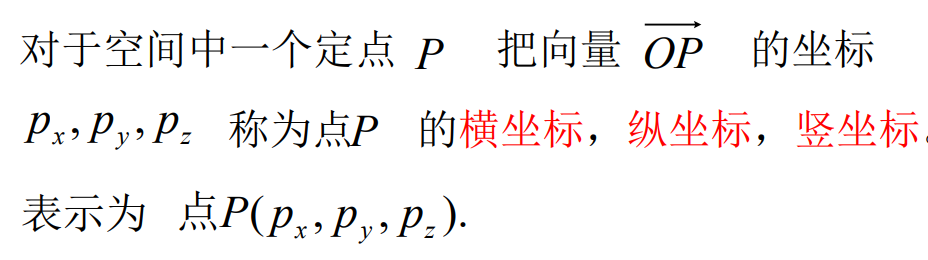 对于空间中一个定点 P 把向量 $\overrightarrow{OP}$ 的坐标
$p_x, p_y, p_z$ 称为点P 的横坐标，纵坐标，竖坐标.
表示为 点$P(p_x, p_y, p_z)$.